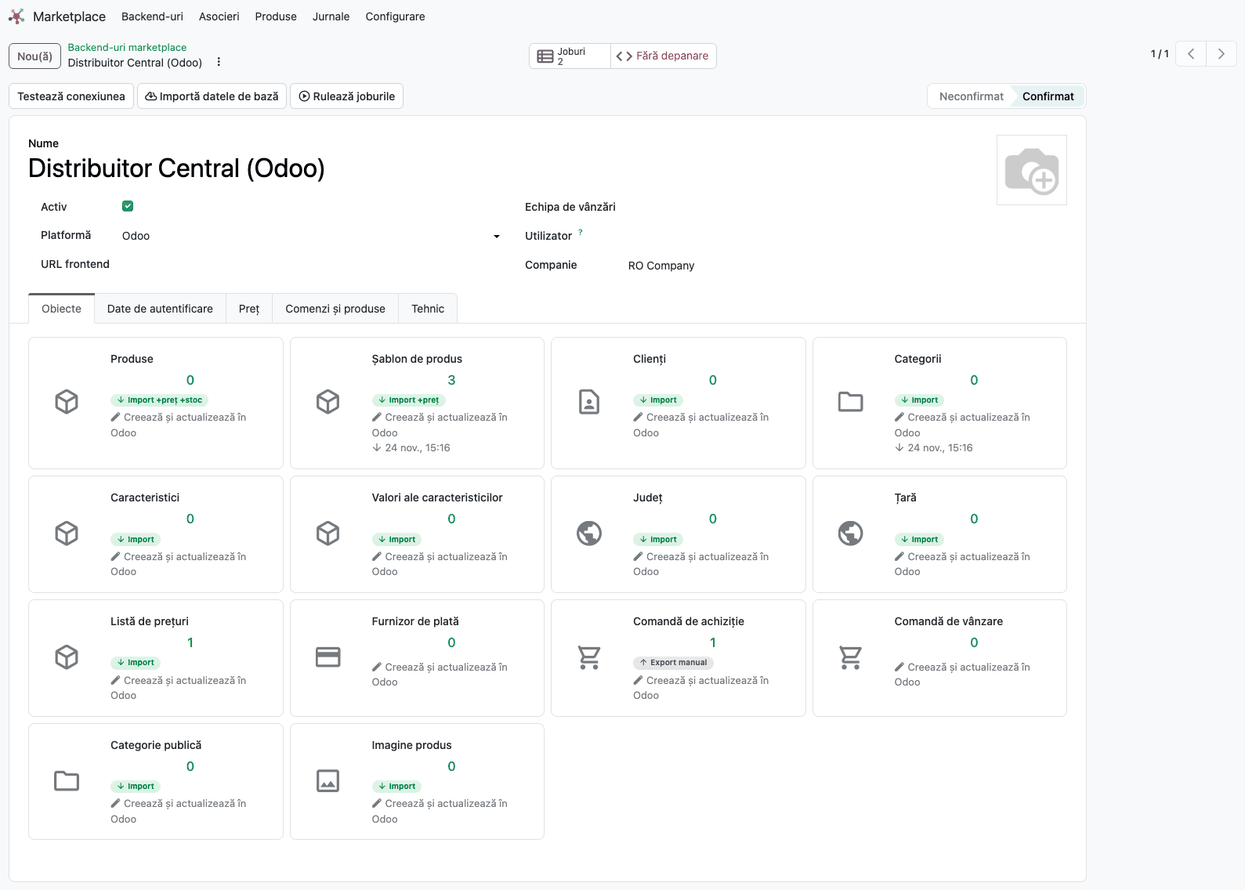 Marketplace
Backend-uri
Asocieri
Produse
Jurnale
Configurare
Nou(ă)
Backend-uri marketplace
Distribuitor Central (Odoo)
Joburi
2
Fără depanare
1 / 1
Testează conexiunea
Importă datele de bază
Rulează joburile
Neconfirmat
Confirmat
Nume
Distribuitor Central (Odoo)
Activ
Echipa de vânzări
Platformă
Odoo
Utilizator ?
URL frontend
Companie
RO Company
Obiecte
Date de autentificare
Preț
Comenzi și produse
Tehnic
Produse
0
Import +preț +stoc
Creează și actualizează în
Odoo
Șablon de produs
3
Import +preț
Creează și actualizează în
Odoo
24 nov., 15:16
Clienți
0
Import
Creează și actualizează în
Odoo
Categorii
0
Import
Creează și actualizează în
Odoo
24 nov., 15:16
Caracteristici
0
Import
Creează și actualizează în
Odoo
Valori ale caracteristicilor
0
Import
Creează și actualizează în
Odoo
Județ
0
Import
Creează și actualizează în
Odoo
Țară
0
Import
Creează și actualizează în
Odoo
Listă de prețuri
1
Import
Creează și actualizează în
Odoo
Furnizor de plată
0
Creează și actualizează în
Odoo
Comandă de achiziție
1
Export manual
Creează și actualizează în
Odoo
Comandă de vânzare
0
Creează și actualizează în
Odoo
Categorie publică
0
Import
Creează și actualizează în
Odoo
Imagine produs
0
Import
Creează și actualizează în
Odoo